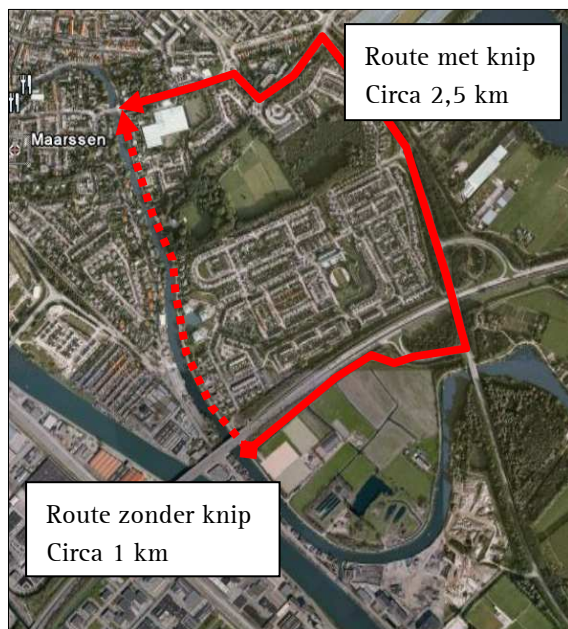 Route met knip
Circa 2,5 km
Maarssen
Route zonder knip
Circa 1 km